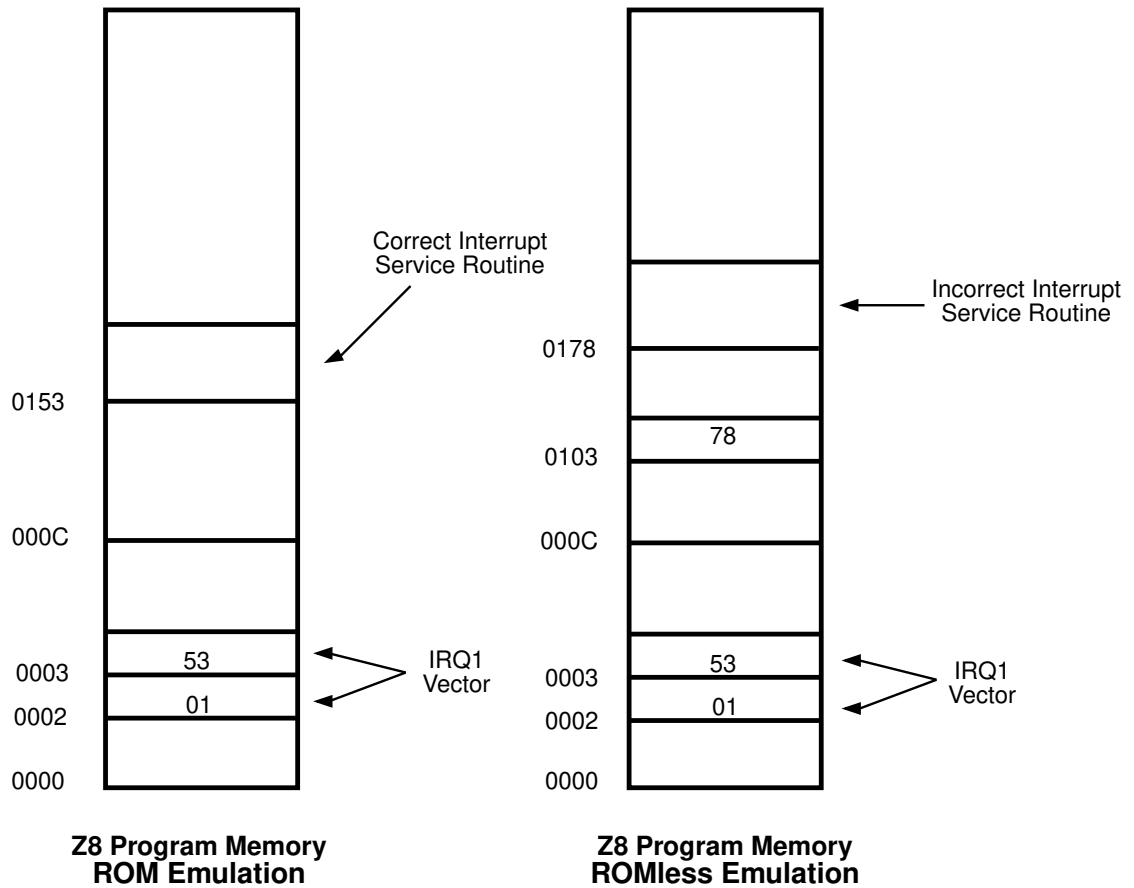 Correct Interrupt
Service Routine
0153
000C
53
0003
01
0002
0000
IRQ1
Vector
Z8 Program Memory
ROM Emulation
Incorrect Interrupt
Service Routine
0178
78
0103
000C
53
0003
01
0002
0000
IRQ1
Vector
Z8 Program Memory
ROMless Emulation